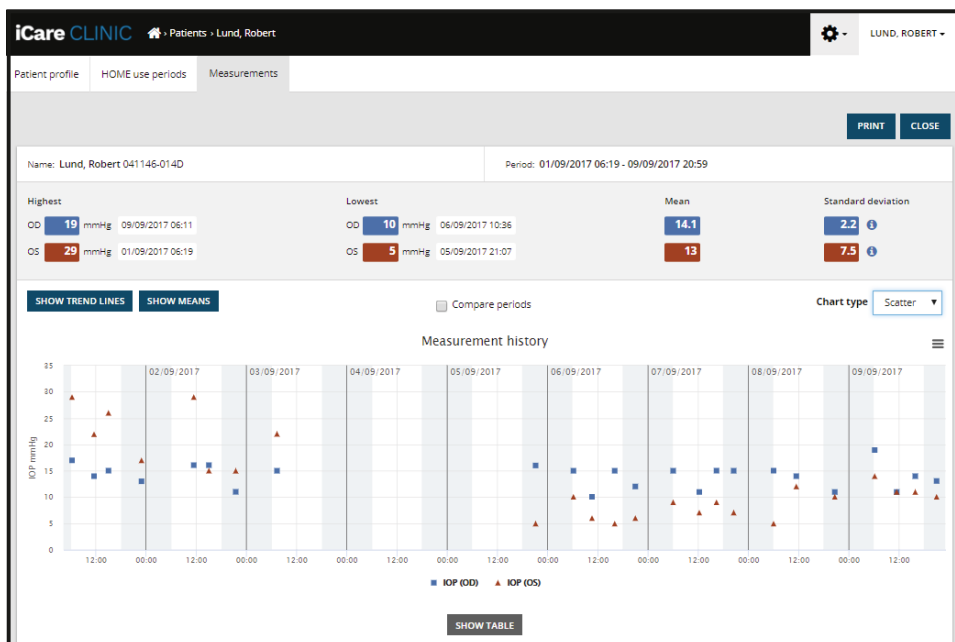 iCare CLINIC › Patients › Lund, Robert LUND, ROBERT
Patient profile HOME use periods Measurements
PRINT CLOSE
Name: Lund, Robert 041146-014D Period: 01/09/2017 06:19 - 09/09/2017 20:59
Highest Lowest Mean Standard deviation
OD 19 mmHg 09/09/2017 06:11 OD 10 mmHg 06/09/2017 10:36 14.1 2.2
OS 29 mmHg 01/09/2017 06:19 OS 5 mmHg 05/09/2017 21:07 13 7.5
SHOW TREND LINES SHOW MEANS Compare periods Chart type Scatter
Measurement history
35 02/09/2017 03/09/2017 04/09/2017 05/09/2017 06/09/2017 07/09/2017 08/09/2017 09/09/2017
30
25
20
IOP mmHg
15
10
5
0
12:00 00:00 12:00 00:00 12:00 00:00 12:00 00:00 12:00 00:00 12:00 00:00 12:00 00:00 12:00 00:00 12:00
IOP (OD) IOP (OS)
SHOW TABLE